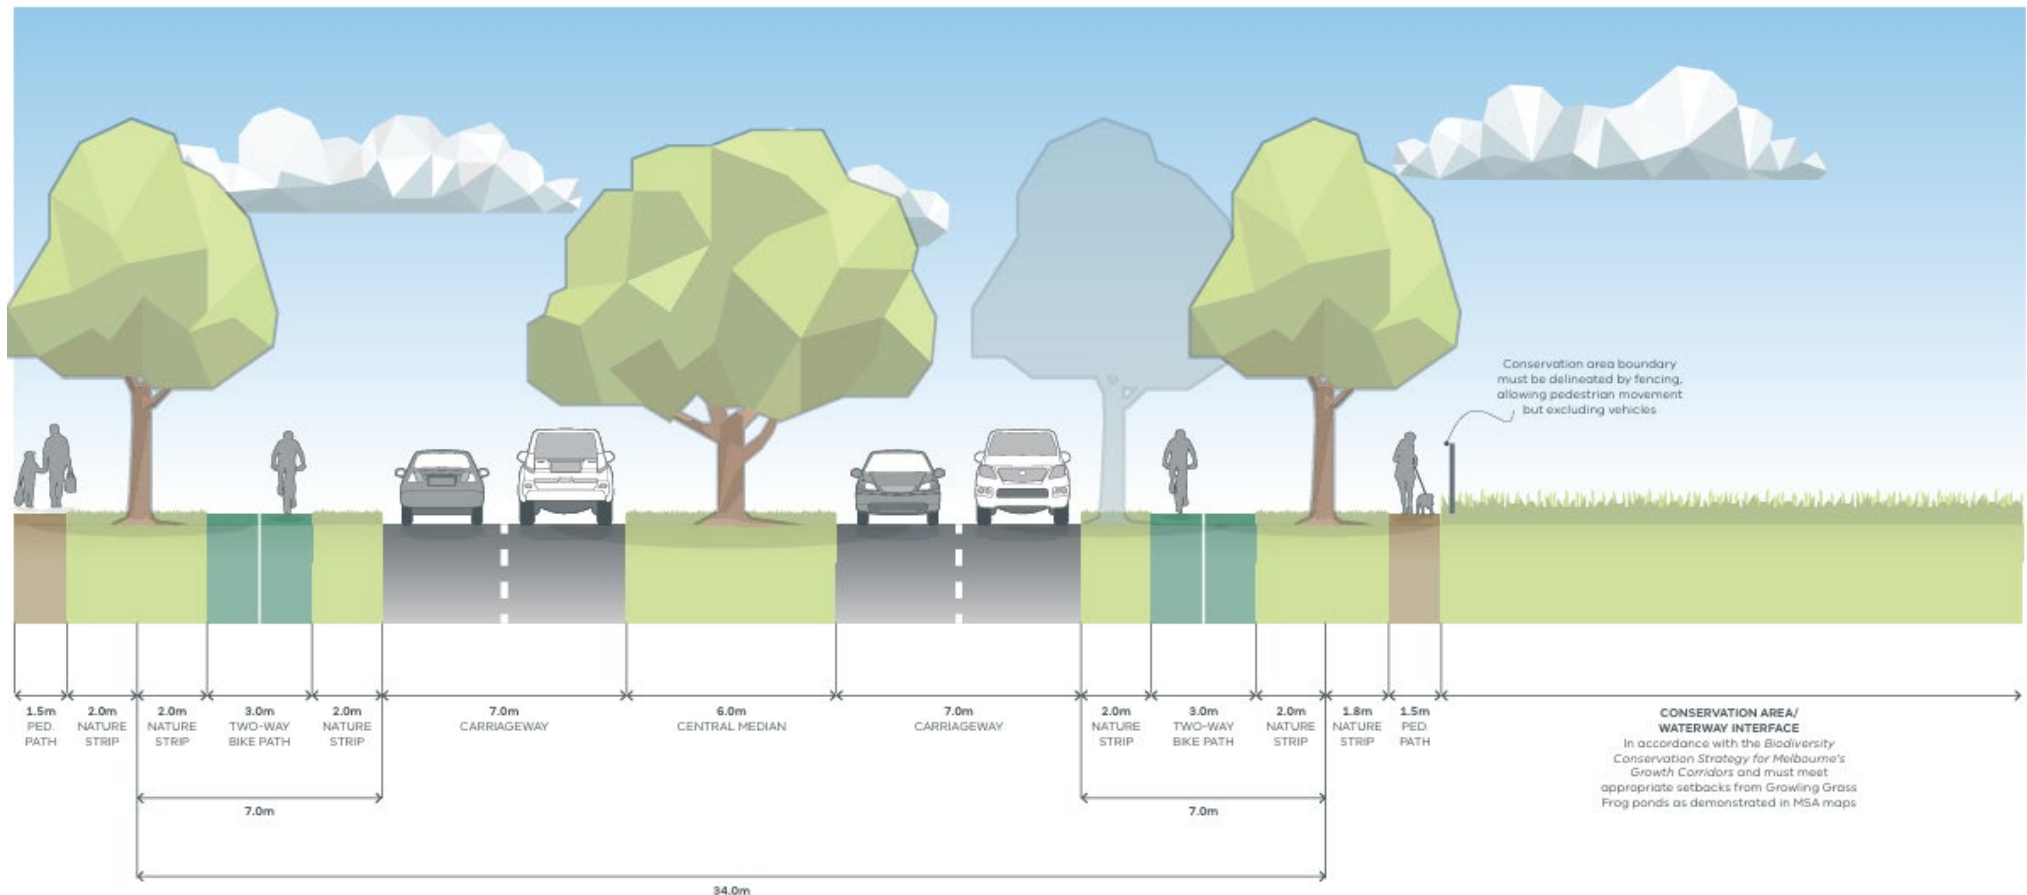 Conservation area boundary
must be delineated by fencing,
allowing pedestrian movement
but excluding vehicles
1.5m
PED.
PATH
2.0m
NATURE
STRIP
2.0m
NATURE
STRIP
3.0m
TWO-WAY
BIKE PATH
2.0m
NATURE
STRIP
7.0m
CARRIAGEWAY
6.0m
CENTRAL MEDIAN
7.0m
CARRIAGEWAY
2.0m
NATURE
STRIP
3.0m
TWO-WAY
BIKE PATH
2.0m
NATURE
STRIP
1.8m
NATURE
STRIP
1.5m
PED.
PATH
CONSERVATION AREA/
WATERWAY INTERFACE
In accordance with the Biodiversity
Conservation Strategy for Melbourne's
Growth Corridors and must meet
appropriate setbacks from Growling Grass
Frog ponds as demonstrated in MSA maps
7.0m
7.0m
34.0m